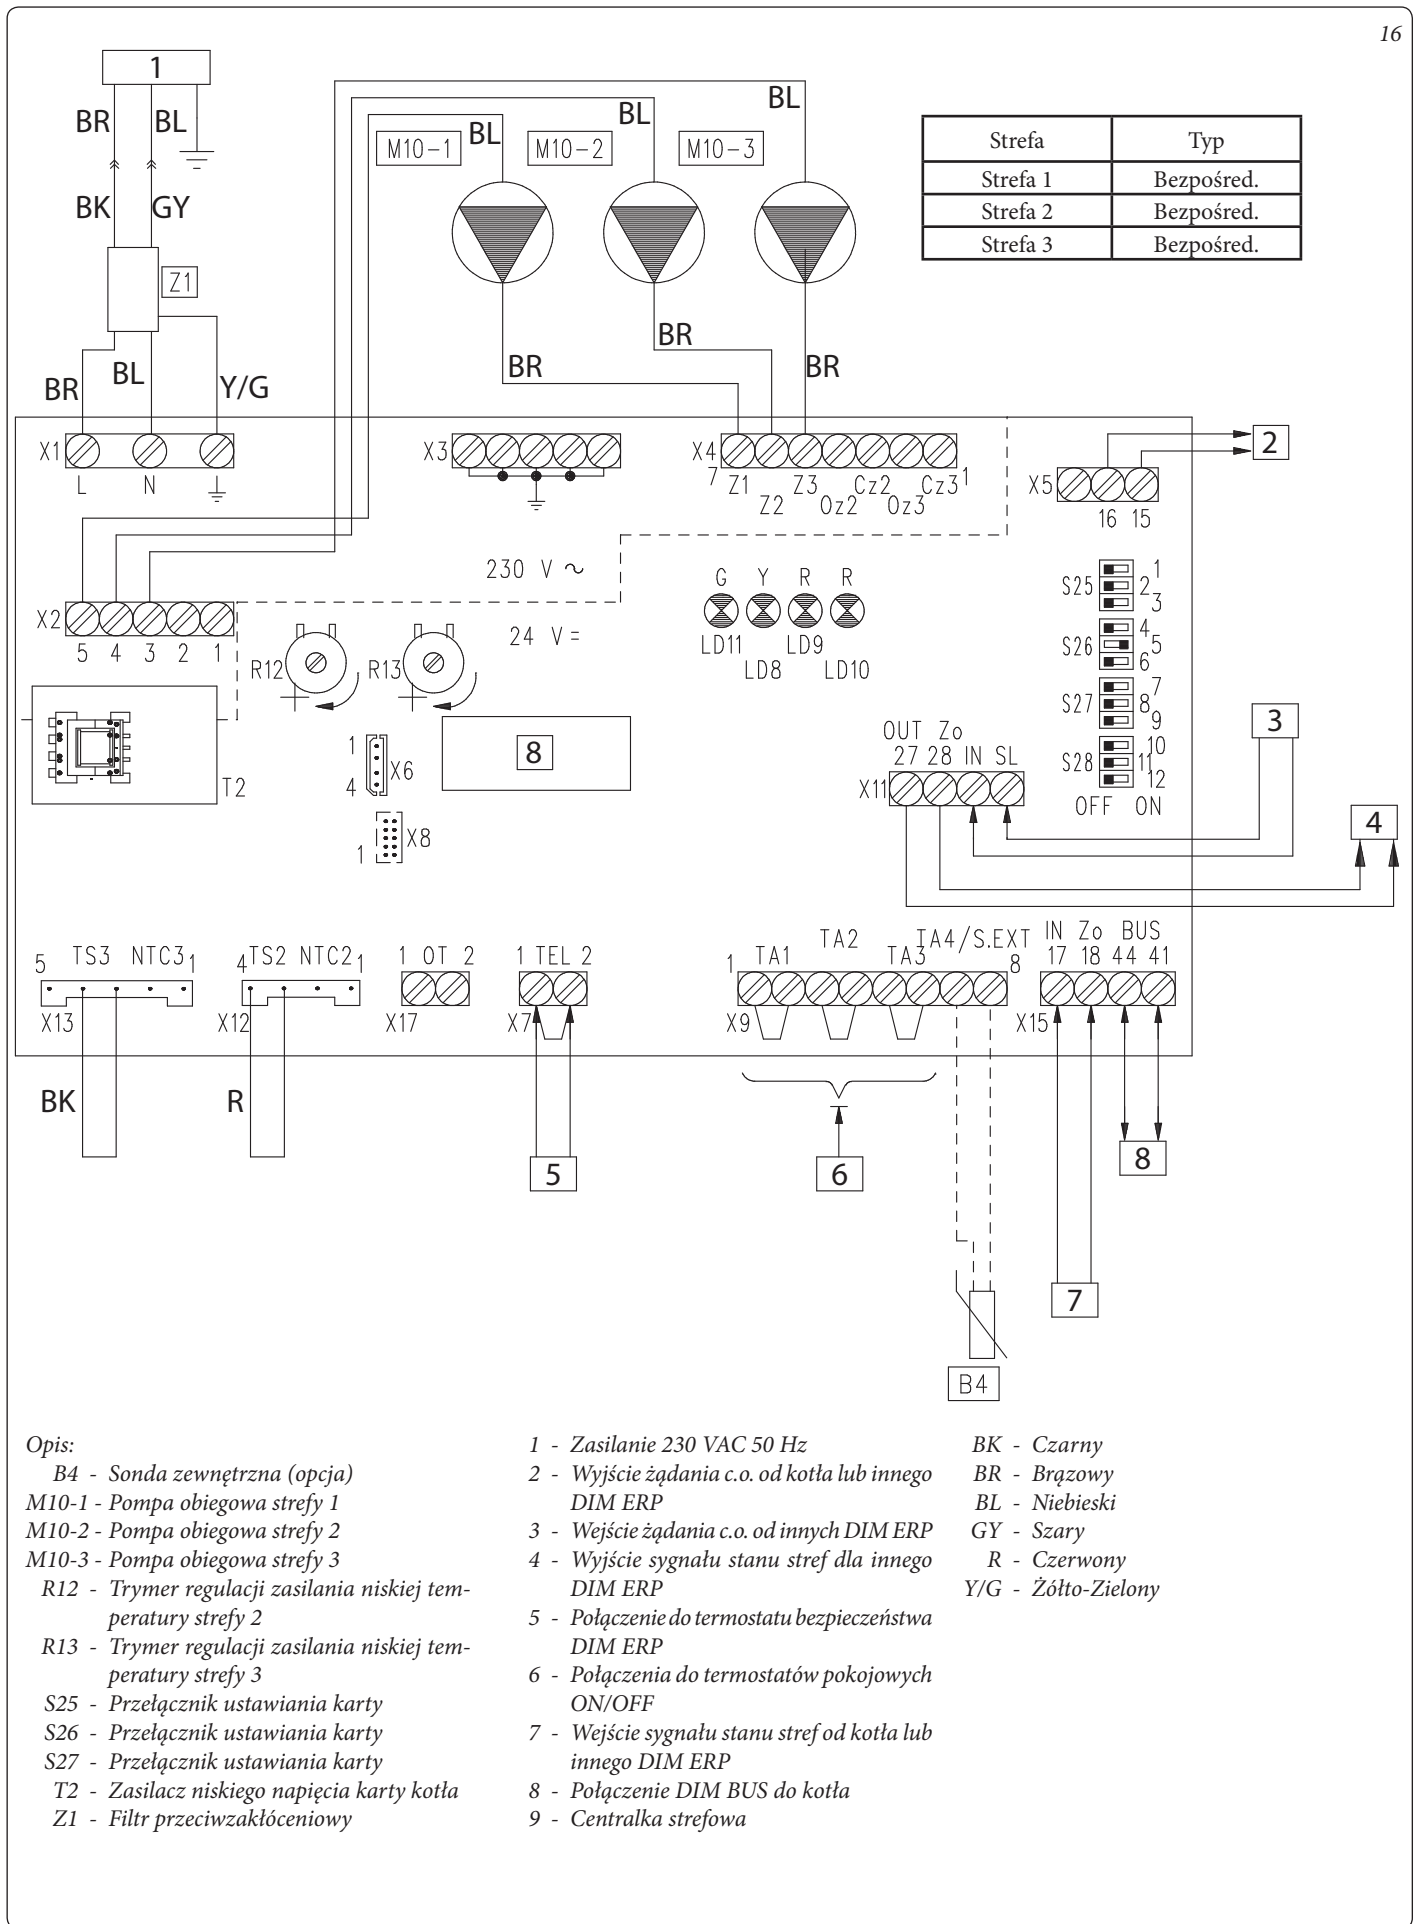 16
1
BR BL
BK GY
Z1
BR BL Y/G
M10-1 BL M10-2 BL M10-3 BL
BR BR BR
Strefa Typ
Strefa 1 Bezpośred.
Strefa 2 Bezpośred.
Strefa 3 Bezpośred.
X1
L N
X3
X4
7 Z1 Z3 Cz2 Cz3 1
Z2 Oz2 Oz3
X5
16 15
2
230 V ~
24 V =
X2
5 4 3 2 1
R12
R13
G Y R R
LD11 LD9
LD8 LD10
S25 1 2 3
S26 4 5 6
S27 7 8 9
S28 10 11 12
OFF ON
T2
1
4 X6
1 X8
8
OUT Zo
27 28 IN SL
X11
3
4
5 TS3 NTC3 1
X13
4 TS2 NTC2 1
X12
1 OT 2
X17
1 TEL 2
X7
1 TA1 TA2 TA3 TA4/S.EXT 8
X9
IN Zo BUS
17 18 44 41
X15
BK
R
5
6
7
8
B4
Opis:
B4 - Sonda zewnętrzna (opcja)
M10-1 - Pompa obiegowa strefy 1
M10-2 - Pompa obiegowa strefy 2
M10-3 - Pompa obiegowa strefy 3
R12 - Trymer regulacji zasilania niskiej tem-
peratury strefy 2
R13 - Trymer regulacji zasilania niskiej tem-
peratury strefy 3
S25 - Przełącznik ustawiania karty
S26 - Przełącznik ustawiania karty
S27 - Przełącznik ustawiania karty
T2 - Zasilacz niskiego napięcia karty kotła
Z1 - Filtr przeciwzakłóceniowy
1 - Zasilanie 230 VAC 50 Hz
2 - Wyjście żądania c.o. od kotła lub innego
DIM ERP
3 - Wejście żądania c.o. od innych DIM ERP
4 - Wyjście sygnału stanu stref dla innego
DIM ERP
5 - Połączenie do termostatu bezpieczeństwa
DIM ERP
6 - Połączenia do termostatów pokojowych
ON/OFF
7 - Wejście sygnału stanu stref od kotła lub
innego DIM ERP
8 - Połączenie DIM BUS do kotła
9 - Centralka strefowa
BK - Czarny
BR - Brązowy
BL - Niebieski
GY - Szary
R - Czerwony
Y/G - Żółto-Zielony